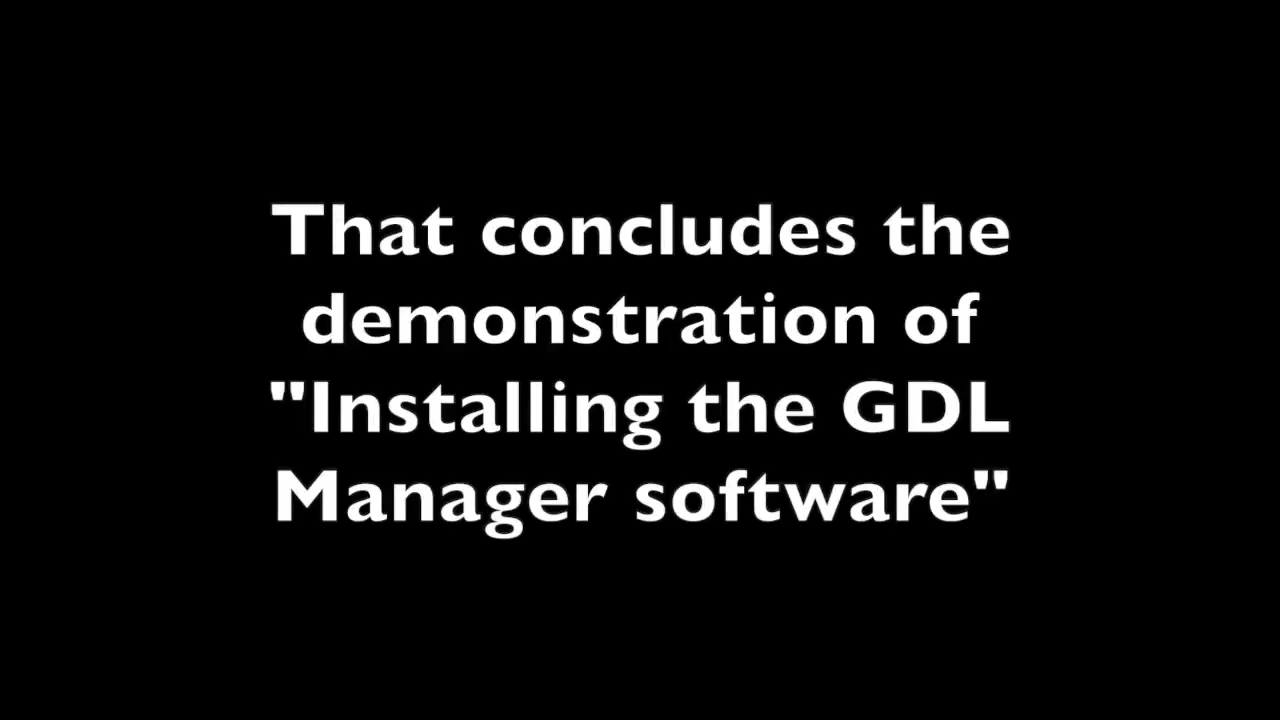 That concludes the
demonstration of
"Installing the GDL
Manager software"